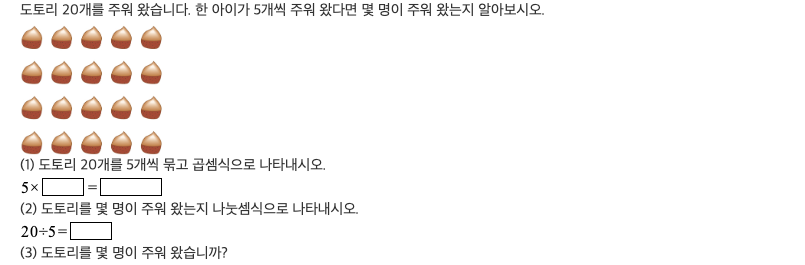 도토리 20개를 주워 왔습니다. 한 아이가 5개씩 주워 왔다면 몇 명이 주워 왔는지 알아보시오.
(1) 도토리 20개를 5개씩 묶고 곱셈식으로 나타내시오.
5× =
(2) 도토리를 몇 명이 주워 왔는지 나눗셈식으로 나타내시오.
20÷5=
(3) 도토리를 몇 명이 주워 왔습니까?